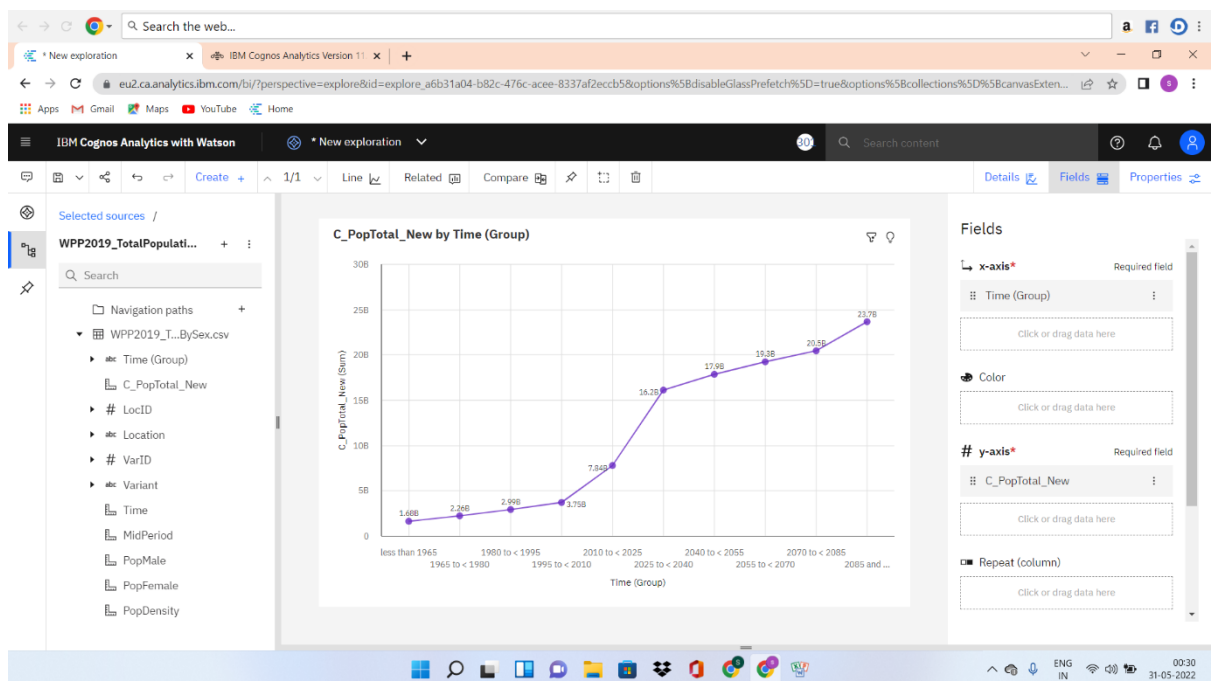 Search the web...
* New exploration
IBM Cognos Analytics Version 11
eu2.ca.analytics.ibm.com/bi/?perspective=explore&id=explore_a6b31a04-b82c-476c-acee-8337af2eccb5&options%5BdisableGlassPrefetch%5D=true&options%5Bcollections%5D%5BcanvasExten...
Apps Gmail Maps YouTube Home
IBM Cognos Analytics with Watson
* New exploration
Search content
Create +
1/1
Line
Related
Compare
Details
Fields
Properties
Selected sources /
WPP2019_TotalPopulati...
Search
Navigation paths
WPP2019_T...BySex.csv
abc Time (Group)
C_PopTotal_New
# LocID
abc Location
# VarID
abc Variant
Time
MidPeriod
PopMale
PopFemale
PopDensity
C_PopTotal_New by Time (Group)
C_PopTotal_New (Sum)
30B
25B
20B
15B
10B
5B
0
1.68B
2.26B
2.99B
3.75B
7.84B
16.2B
17.9B
19.3B
20.5B
23.7B
less than 1965
1965 to < 1980
1980 to < 1995
1995 to < 2010
2010 to < 2025
2025 to < 2040
2040 to < 2055
2055 to < 2070
2070 to < 2085
2085 and ...
Time (Group)
Fields
x-axis*
Required field
Time (Group)
Click or drag data here
Color
Click or drag data here
# y-axis*
Required field
C_PopTotal_New
Click or drag data here
Repeat (column)
Click or drag data here
ENG
IN
00:30
31-05-2022